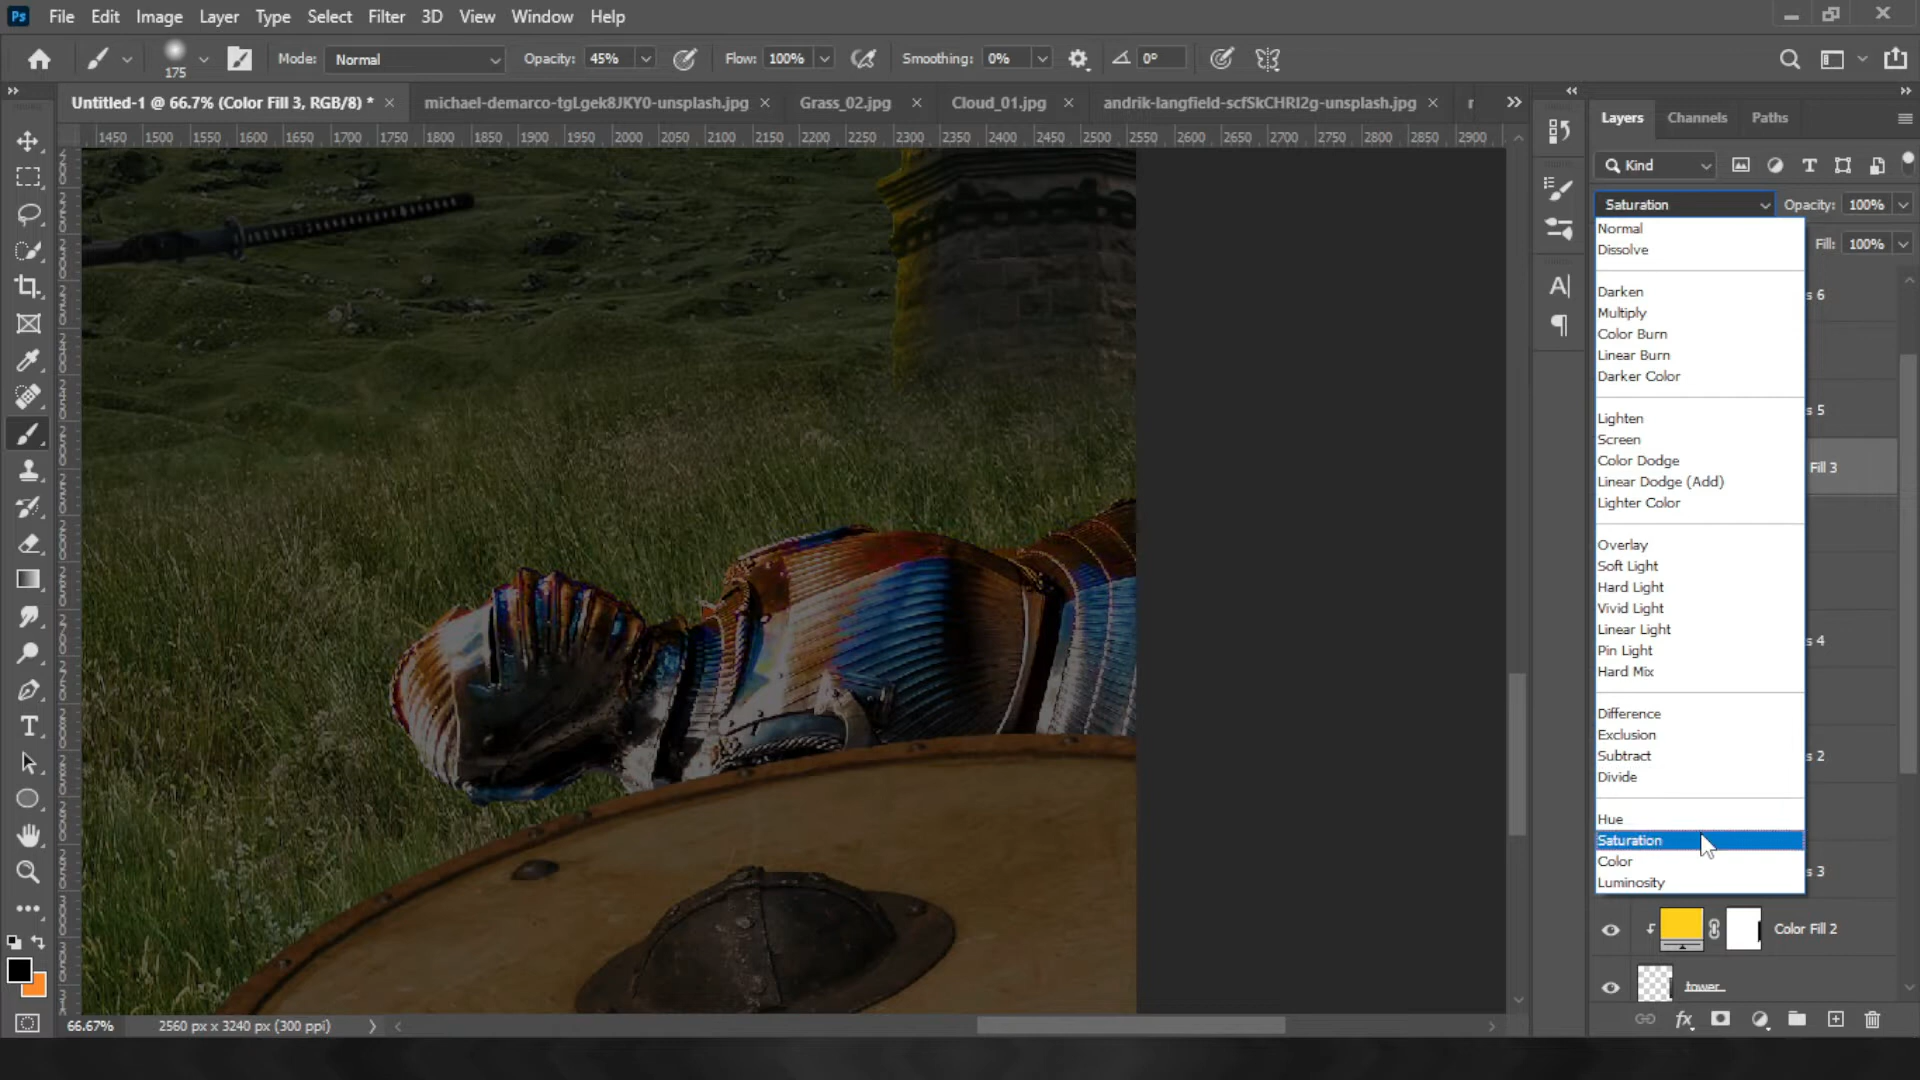 Ps File Edit Image Layer Type Select Filter 3D View Window Help
175 Mode: Normal Opacity: 45% Flow: 100% Smoothing: 0% 0°
Untitled-1 @ 66.7% (Color Fill 3, RGB/8) * × michael-demarco-tgLgek8JKY0-unsplash.jpg × Grass_02.jpg × Cloud_01.jpg × andrik-langfield-scfSkCHRI2g-unsplash.jpg ×
1450 1500 1550 1600 1650 1700 1750 1800 1850 1900 1950 2000 2050 2100 2150 2200 2250 2300 2350 2400 2450 2500 2550 2600 2650 2700 2750 2800 2850 2900
Layers Channels Paths
Kind
Saturation Opacity: 100%
Fill: 100%
Normal
Dissolve
Darken
Multiply
Color Burn
Linear Burn
Darker Color
Lighten
Screen
Color Dodge
Linear Dodge (Add)
Lighter Color
Overlay
Soft Light
Hard Light
Vivid Light
Linear Light
Pin Light
Hard Mix
Difference
Exclusion
Subtract
Divide
Hue
Saturation
Color
Luminosity
s 6
s 5
Fill 3
s 4
s 2
s 3
Color Fill 2
tower
66.67% 2560 px x 3240 px (300 ppi)